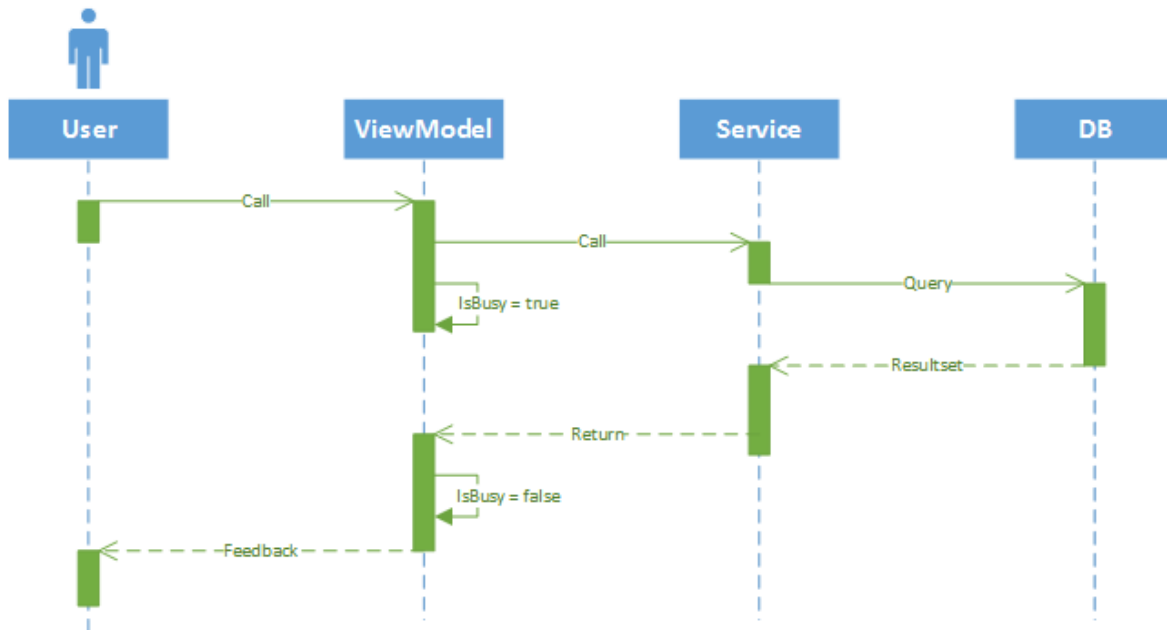 User
ViewModel
Service
DB
Call
Call
Query
IsBusy = true
Resultset
Return
IsBusy = false
Feedback